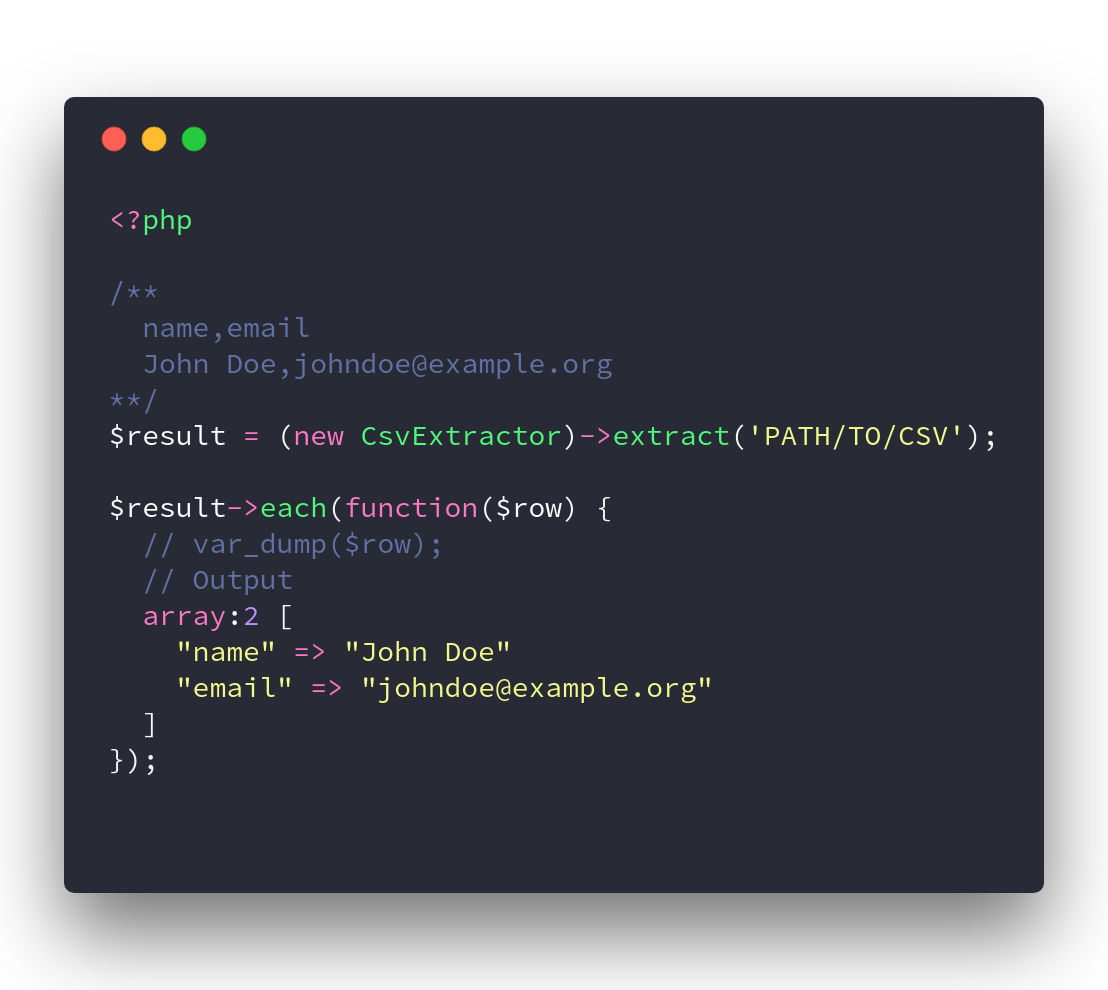 <?php
/**
name,email
John Doe,johndoe@example.org
**/
$result = (new CsvExtractor)->extract('PATH/TO/CSV');
$result->each(function($row) {
// var_dump($row);
// Output
array:2 [
"name" => "John Doe"
"email" => "johndoe@example.org"
]
});